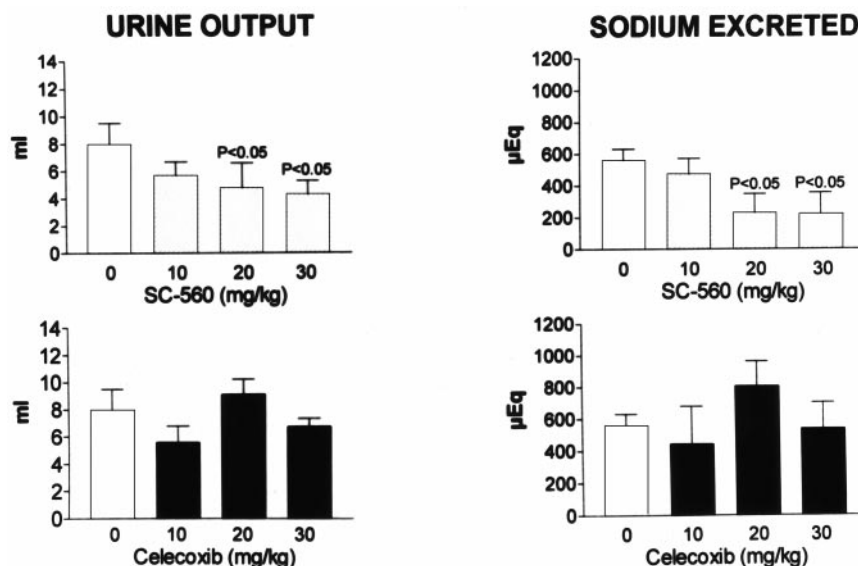 URINE OUTPUT
14
12
10
8
6
4
2
0
ml
P<0.05
P<0.05
0 10 20 30
SC-560 (mg/kg)
SODIUM EXCRETED
1200
1000
800
600
400
200
0
µEq
P<0.05
P<0.05
0 10 20 30
SC-560 (mg/kg)
14
12
10
8
6
4
2
0
ml
0 10 20 30
Celecoxib (mg/kg)
1200
1000
800
600
400
200
0
µEq
0 10 20 30
Celecoxib (mg/kg)